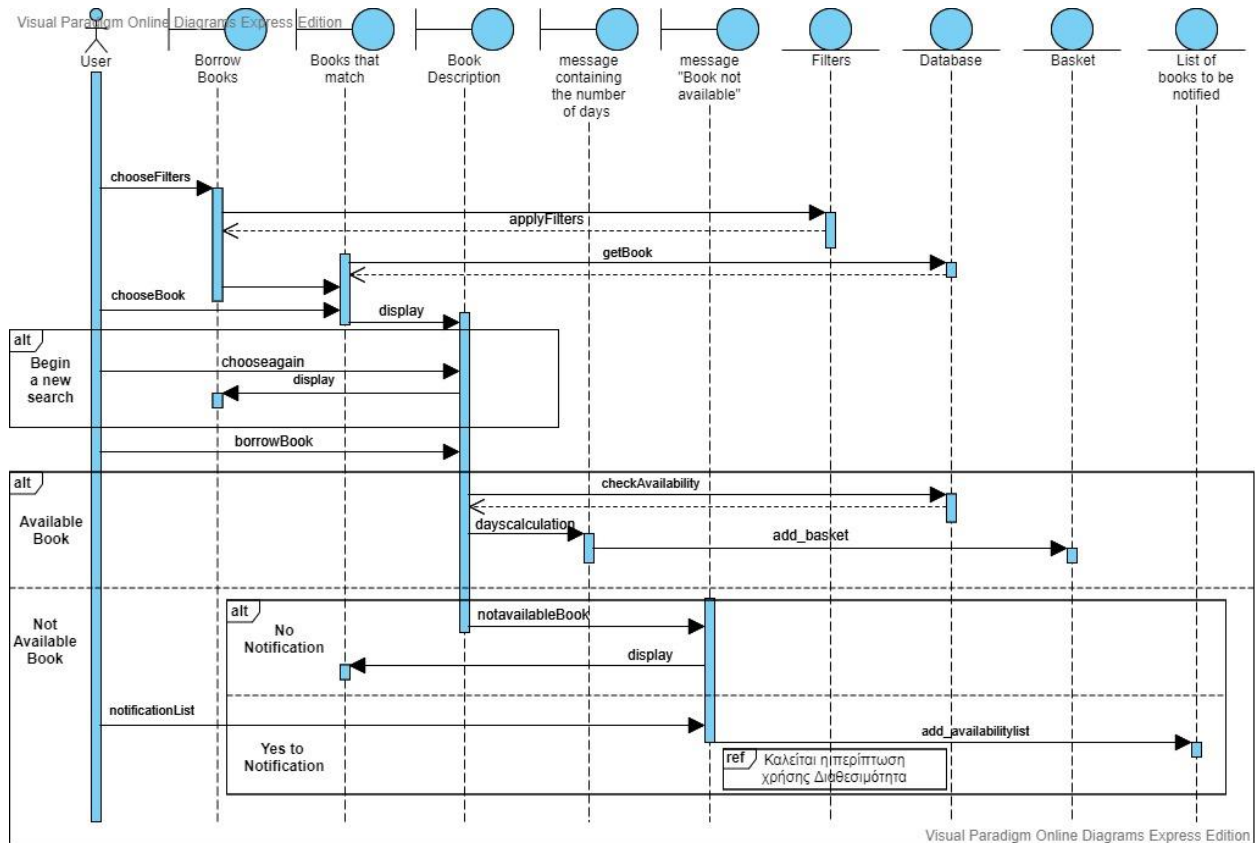 Visual Paradigm Online Diagrams Express Edition
User
Borrow
Books
Books that
match
Book
Description
message
containing
the number
of days
message
"Book not
available"
Filters
Database
Basket
List of
books to be
notified
chooseFilters
applyFilters
getBook
chooseBook
display
alt
Begin
a new
search
chooseagain
display
borrowBook
alt
Available
Book
checkAvailability
dayscalculation
add_basket
Not
Available
Book
alt
No
Notification
notavailableBook
display
notificationList
Yes to
Notification
add_availabilitylist
ref
Καλείται ηιπερίπτωση
χρήσης Διαθεσιμότητα
Visual Paradigm Online Diagrams Express Edition